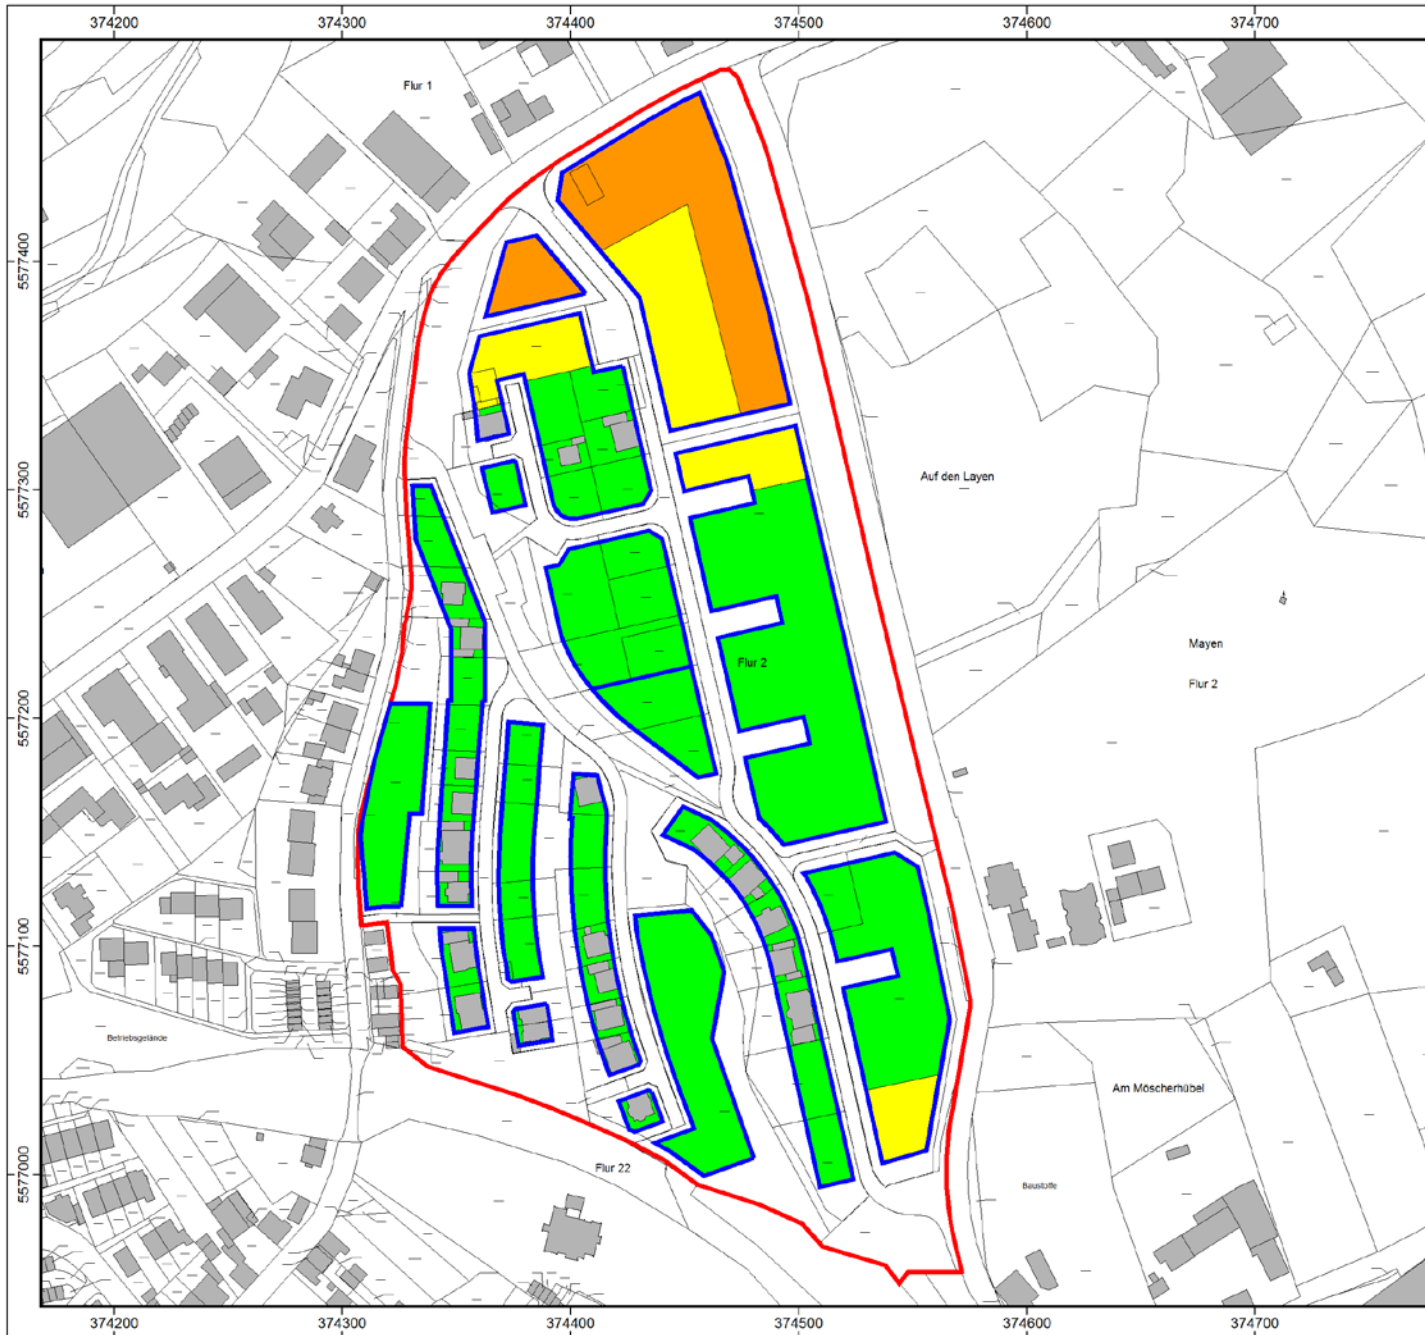 374200 374300 374400 374500 374600 374700
Flur 1
5577400
5577300
Auf den Layen
Mayen
Flur 2
Flur 2
5577200
5577100
Betriebsgelände
Am Möscherhübel
Flur 22
Baustoffe
5577000
374200 374300 374400 374500 374600 374700